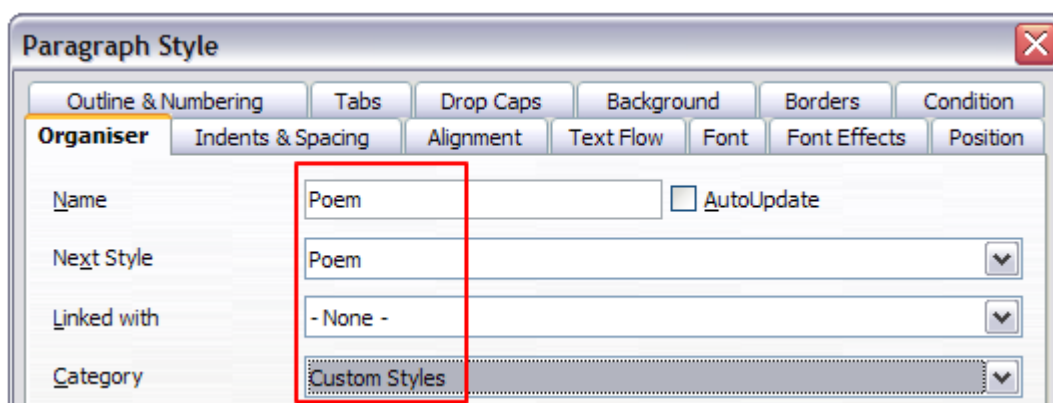 Paragraph Style
Outline & Numbering Tabs Drop Caps Background Borders Condition
Organiser Indents & Spacing Alignment Text Flow Font Font Effects Position
Name Poem AutoUpdate
Next Style Poem
Linked with - None -
Category Custom Styles